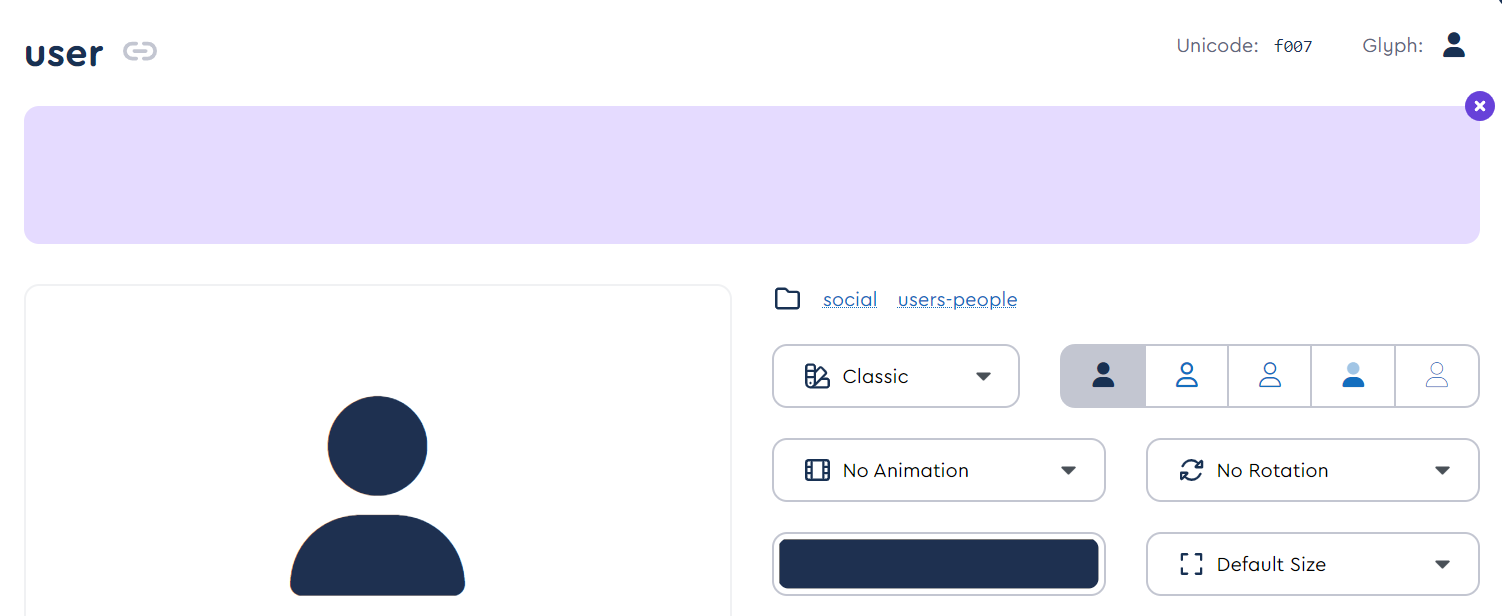 user
Unicode: f007 Glyph:
social users-people
Classic
No Animation
No Rotation
Default Size